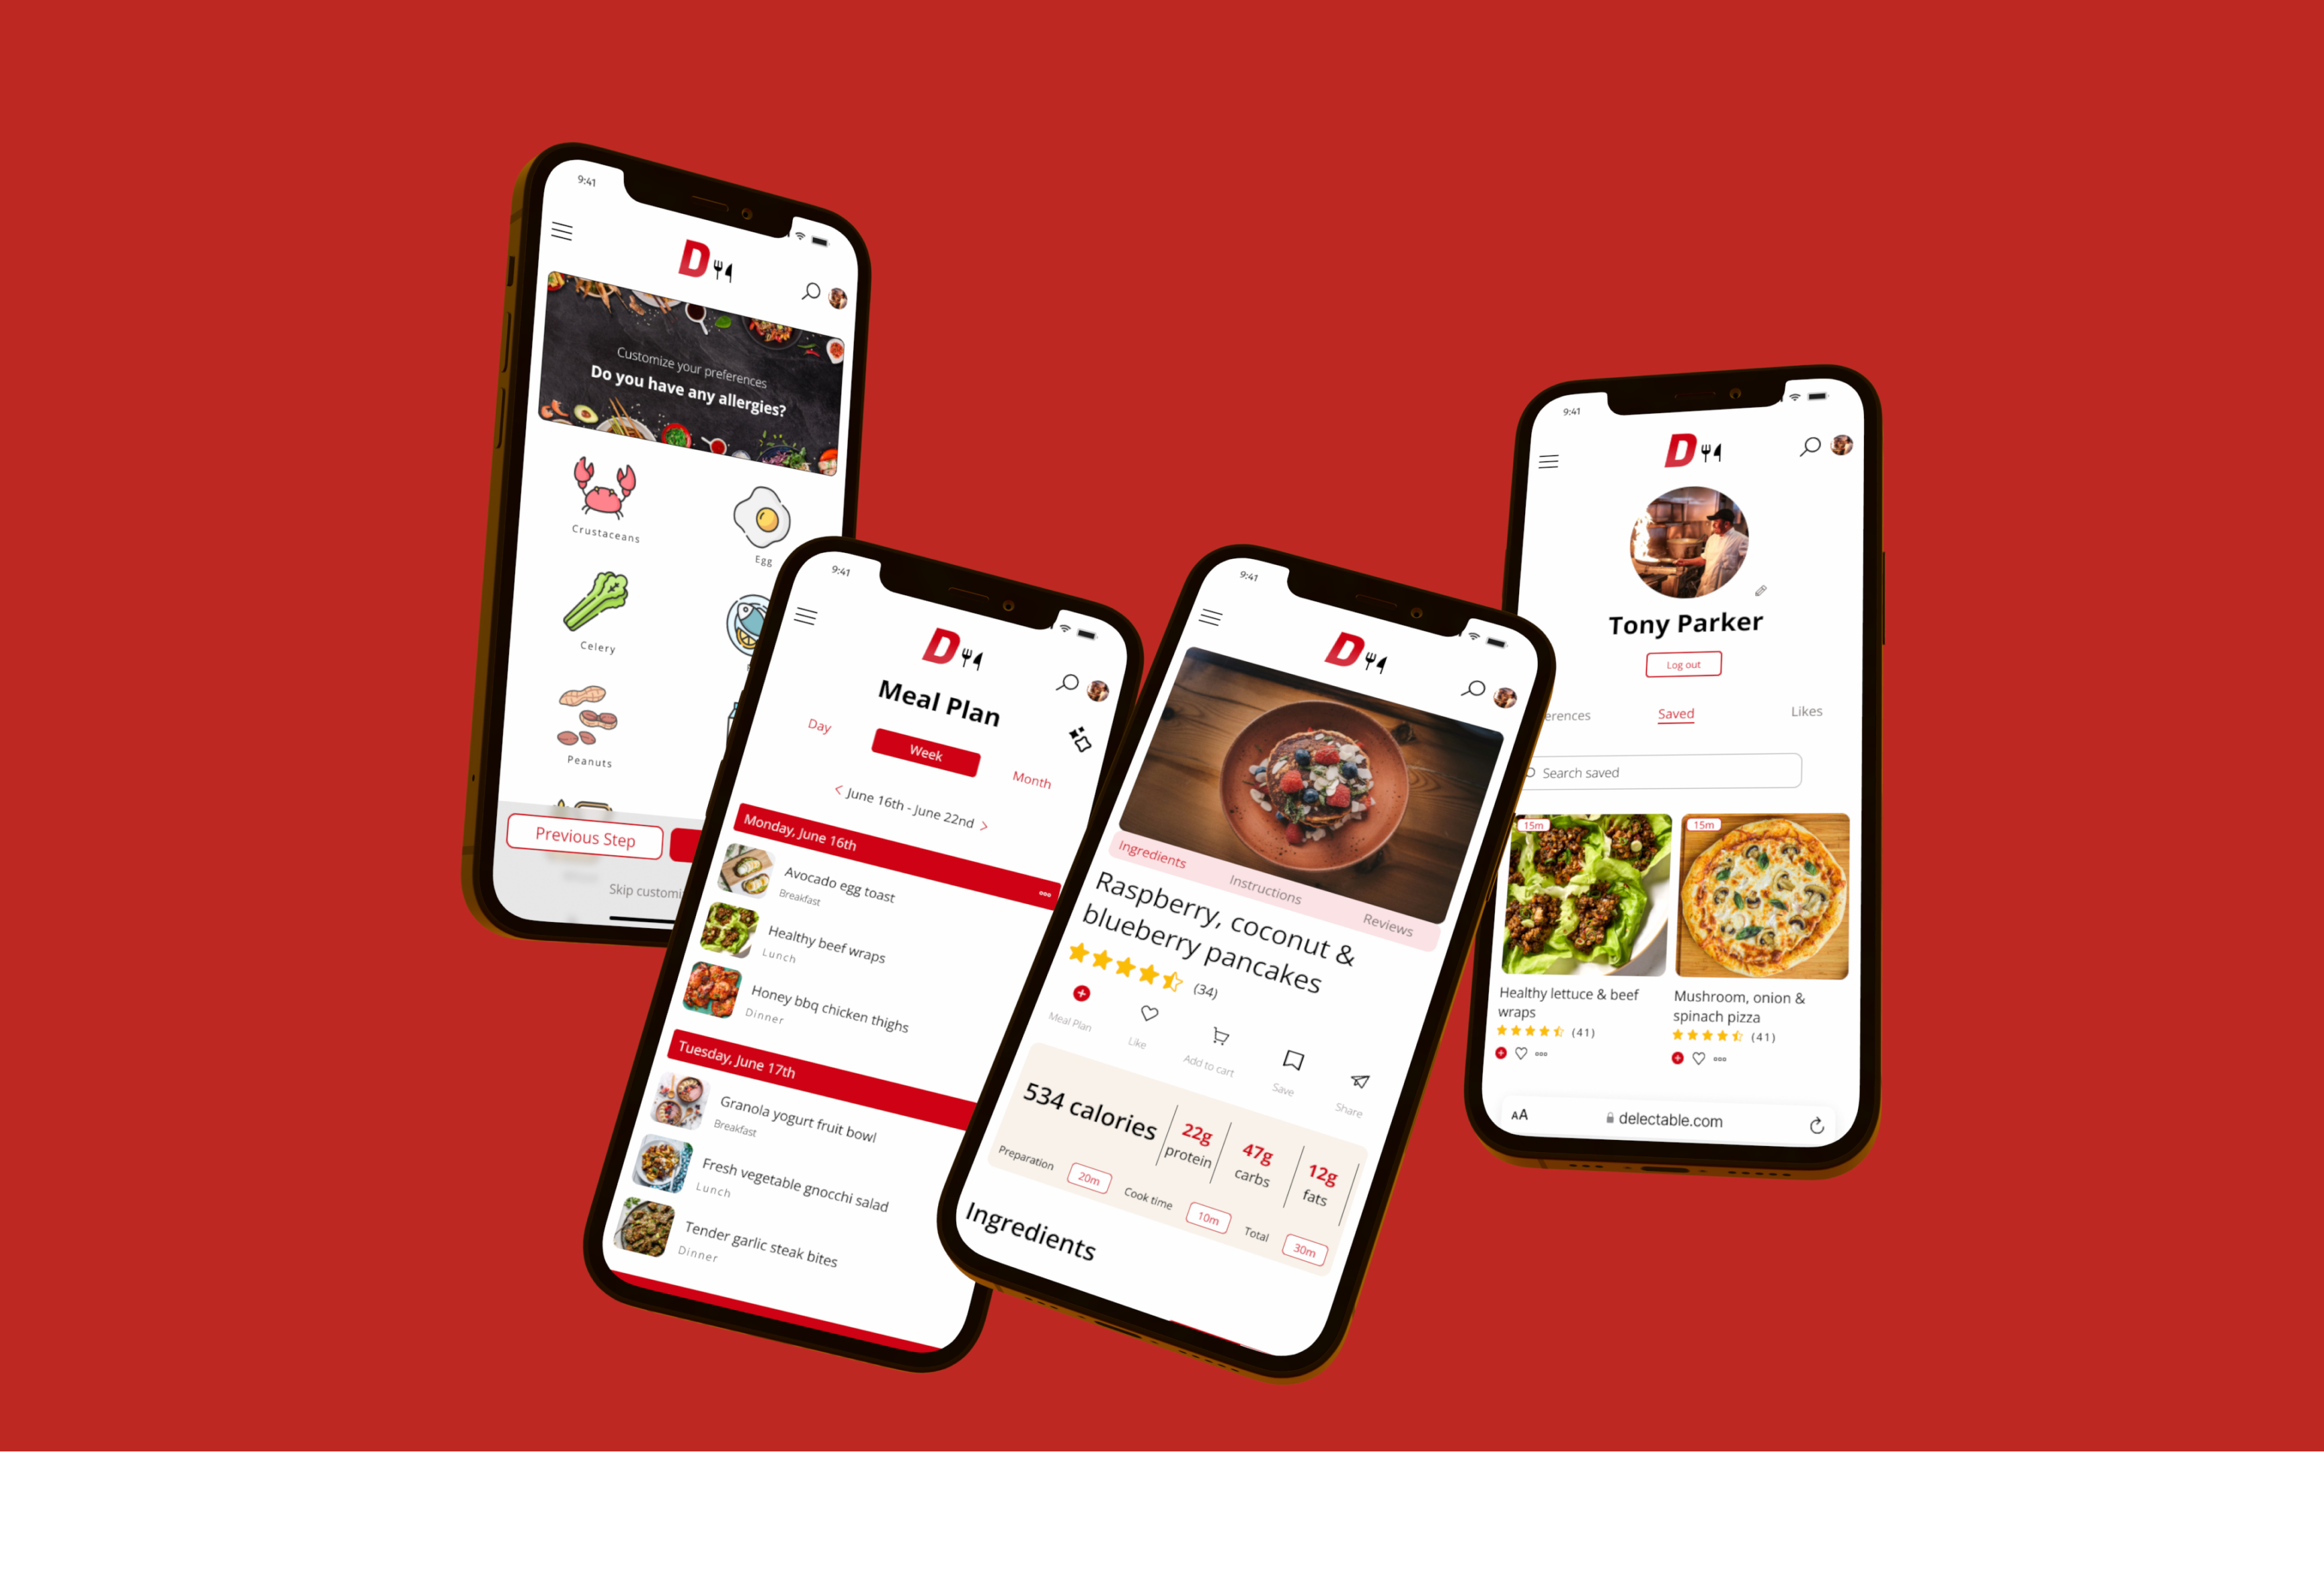 9:41
D
Customize your preferences
Do you have any allergies?
Crustaceans
Egg
Celery
Peanuts
Previous Step
Skip
9:41
D
Meal Plan
Day
Week
Month
< June 16th - June 22nd >
Monday, June 16th
Avocado egg toast
Breakfast
Healthy beef wraps
Lunch
Honey bbq chicken thighs
Dinner
Tuesday, June 17th
Granola yogurt fruit bowl
Breakfast
Fresh vegetable gnocchi salad
Lunch
Tender garlic steak bites
Dinner
9:41
D
Ingredients
Instructions
Reviews
Raspberry, coconut &
blueberry pancakes
(34)
Meal Plan
Like
Add to cart
Save
Share
534 calories
22g
protein
47g
carbs
12g
fats
Preparation
20m
Cook time
10m
Total
30m
Ingredients
9:41
D
Tony Parker
Log out
Saved
Likes
Search saved
15m
15m
Healthy lettuce & beef
wraps
(41)
Mushroom, onion &
spinach pizza
(41)
AA
delectable.com